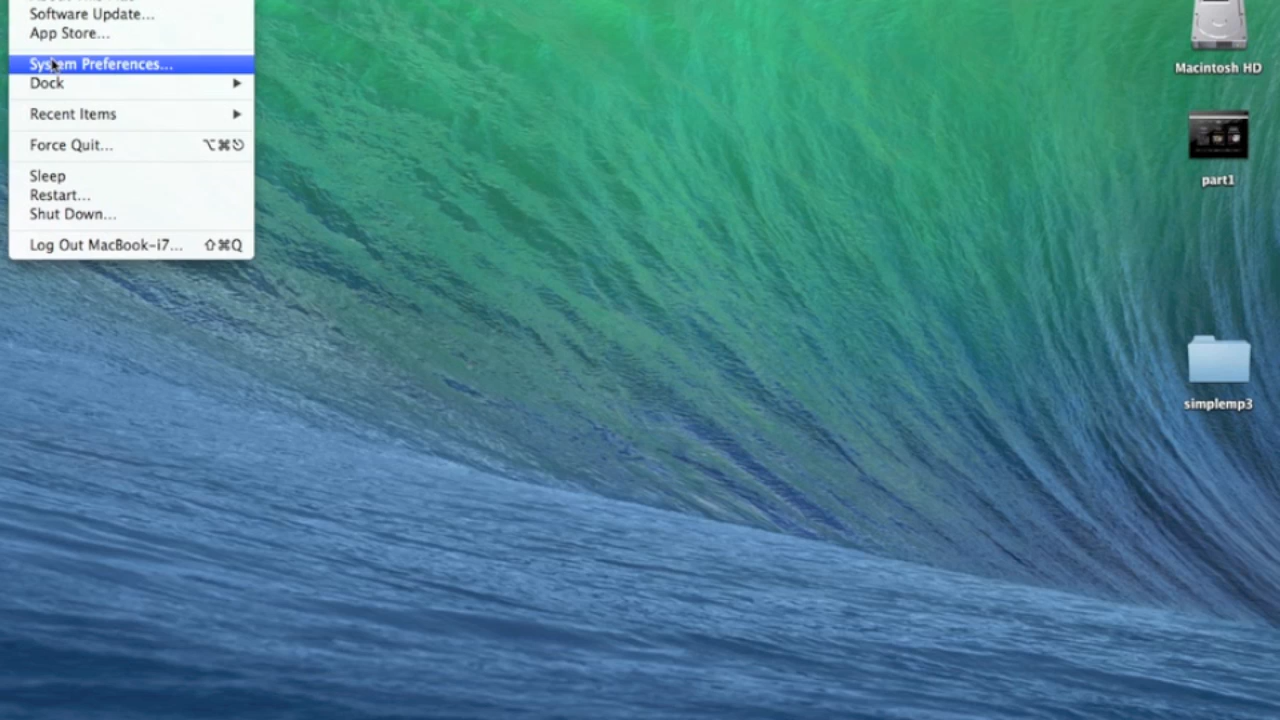 Software Update...
App Store...
System Preferences...
Dock
Recent Items
Force Quit... ⌥⌘⎋
Sleep
Restart...
Shut Down...
Log Out MacBook-i7... ⇧⌘Q
Macintosh HD
part1
simplemp3